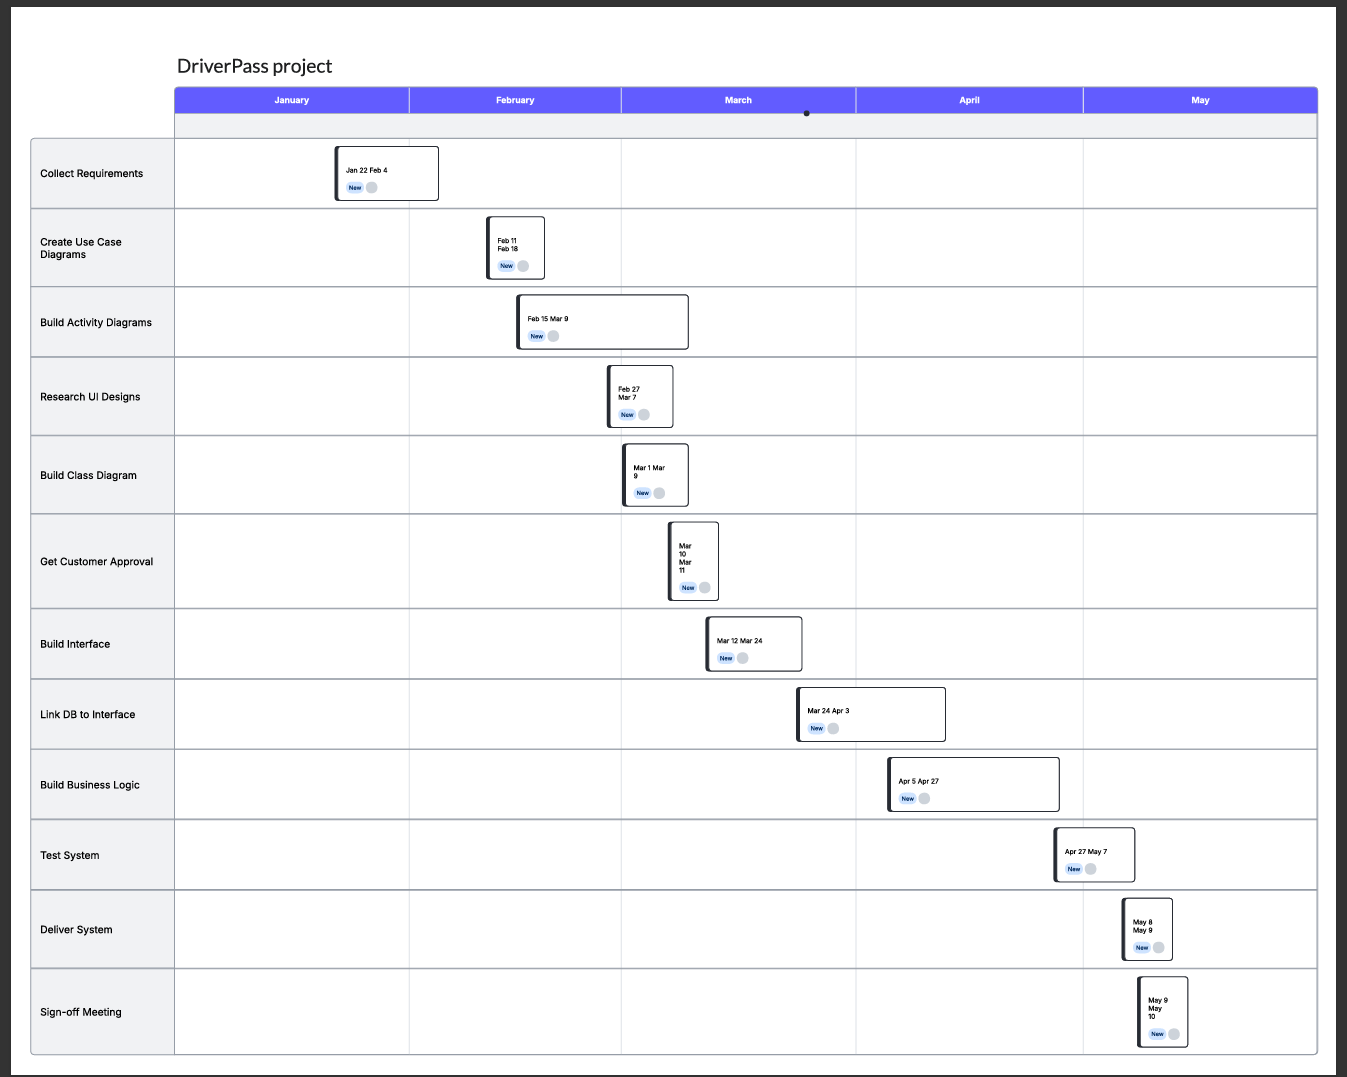 DriverPass project
January
February
March
April
May
Collect Requirements
Jan 22 Feb 4
New
Create Use Case
Diagrams
Feb 11
Feb 18
New
Build Activity Diagrams
Feb 15 Mar 9
New
Research UI Designs
Feb 27
Mar 7
New
Build Class Diagram
Mar 1 Mar
9
New
Get Customer Approval
Mar
10
Mar
11
New
Build Interface
Mar 12 Mar 24
New
Link DB to Interface
Mar 24 Apr 3
New
Build Business Logic
Apr 5 Apr 27
New
Test System
Apr 27 May 7
New
Deliver System
May 8
May 9
New
Sign-off Meeting
May 9
May
10
New